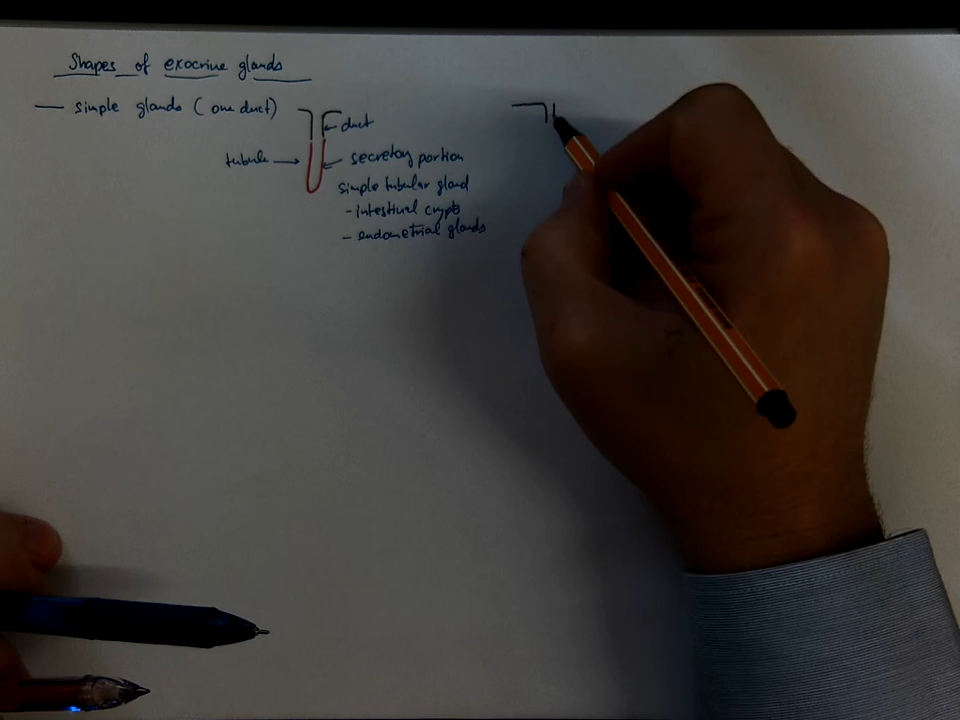 Shapes of exocrine glands
— simple glands (one duct)
duct
tubule
secretory portion
simple tubular gland
- intestinal crypts
- endometrial glands